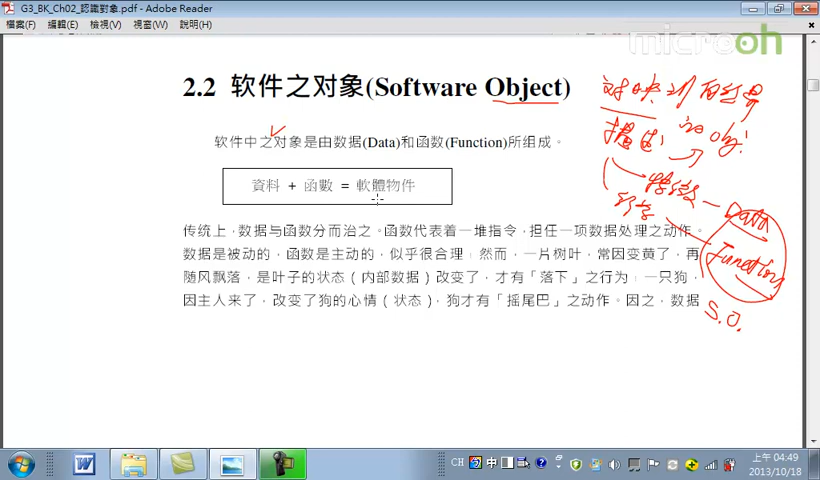 G3_BK_Ch02_認識對象.pdf - Adobe Reader
檔案(F) 編輯(E) 檢視(V) 視窗(W) 說明(H)
microoh
2.2 软件之对象(Software Object)
软件中之对象是由数据(Data)和函数(Function)所组成。
資料 + 函數 = 軟體物件
传统上，数据与函数分而治之。函数代表着一堆指令，担任一项数据处理之动作。
数据是被动的，函数是主动的，似乎很合理！然而，一片树叶，常因变黄了，再
随风飘落，是叶子的状态（内部数据）改变了，才有「落下」之行为；一只狗，
因主人来了，改变了狗的心情（状态），狗才有「摇尾巴」之动作。因之，数据
obj
特徵 — Data
行為
Function
S.O.
CH 中
上午 04:49
2013/10/18